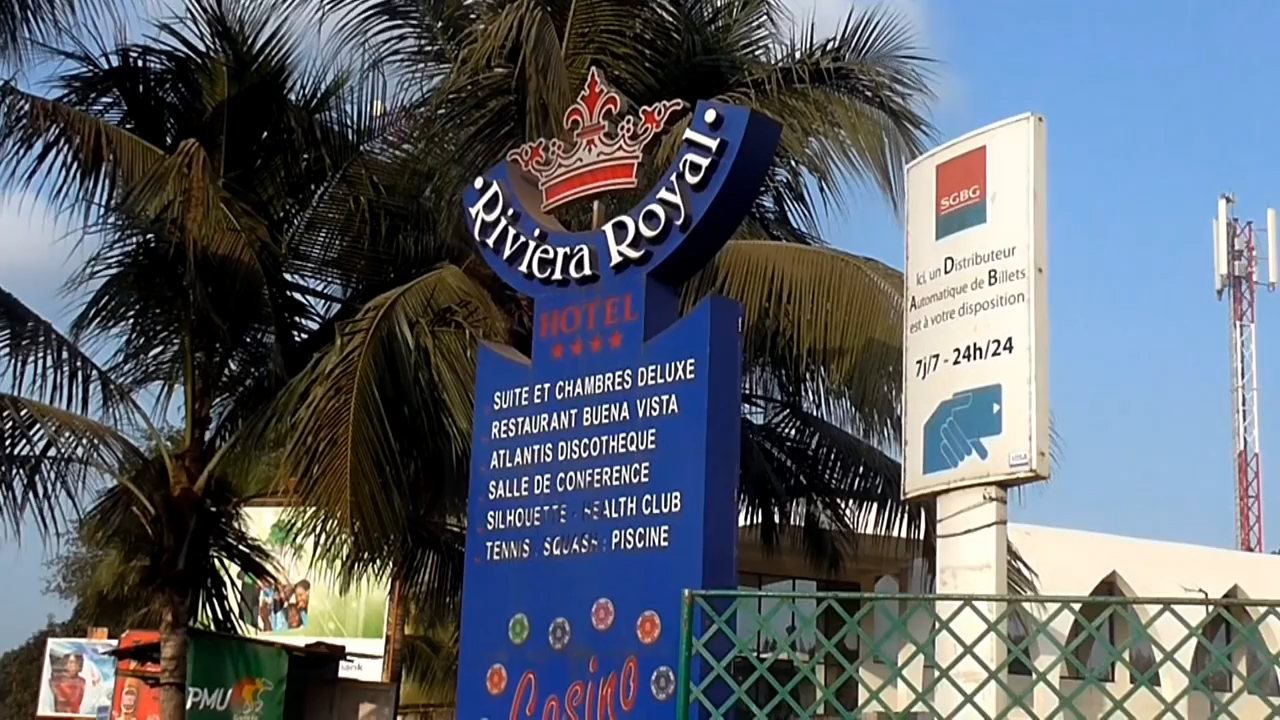 Riviera Royal
HOTEL
SUITE ET CHAMBRES DELUXE
RESTAURANT BUENA VISTA
ATLANTIS DISCOTHEQUE
SALLE DE CONFERENCE
SILHOUETTE - HEALTH CLUB
TENNIS : SQUASH : PISCINE
Casino
SGBG
Ici, un Distributeur
Automatique de Billets
est à votre disposition
7j/7 - 24h/24
VISA
PMU